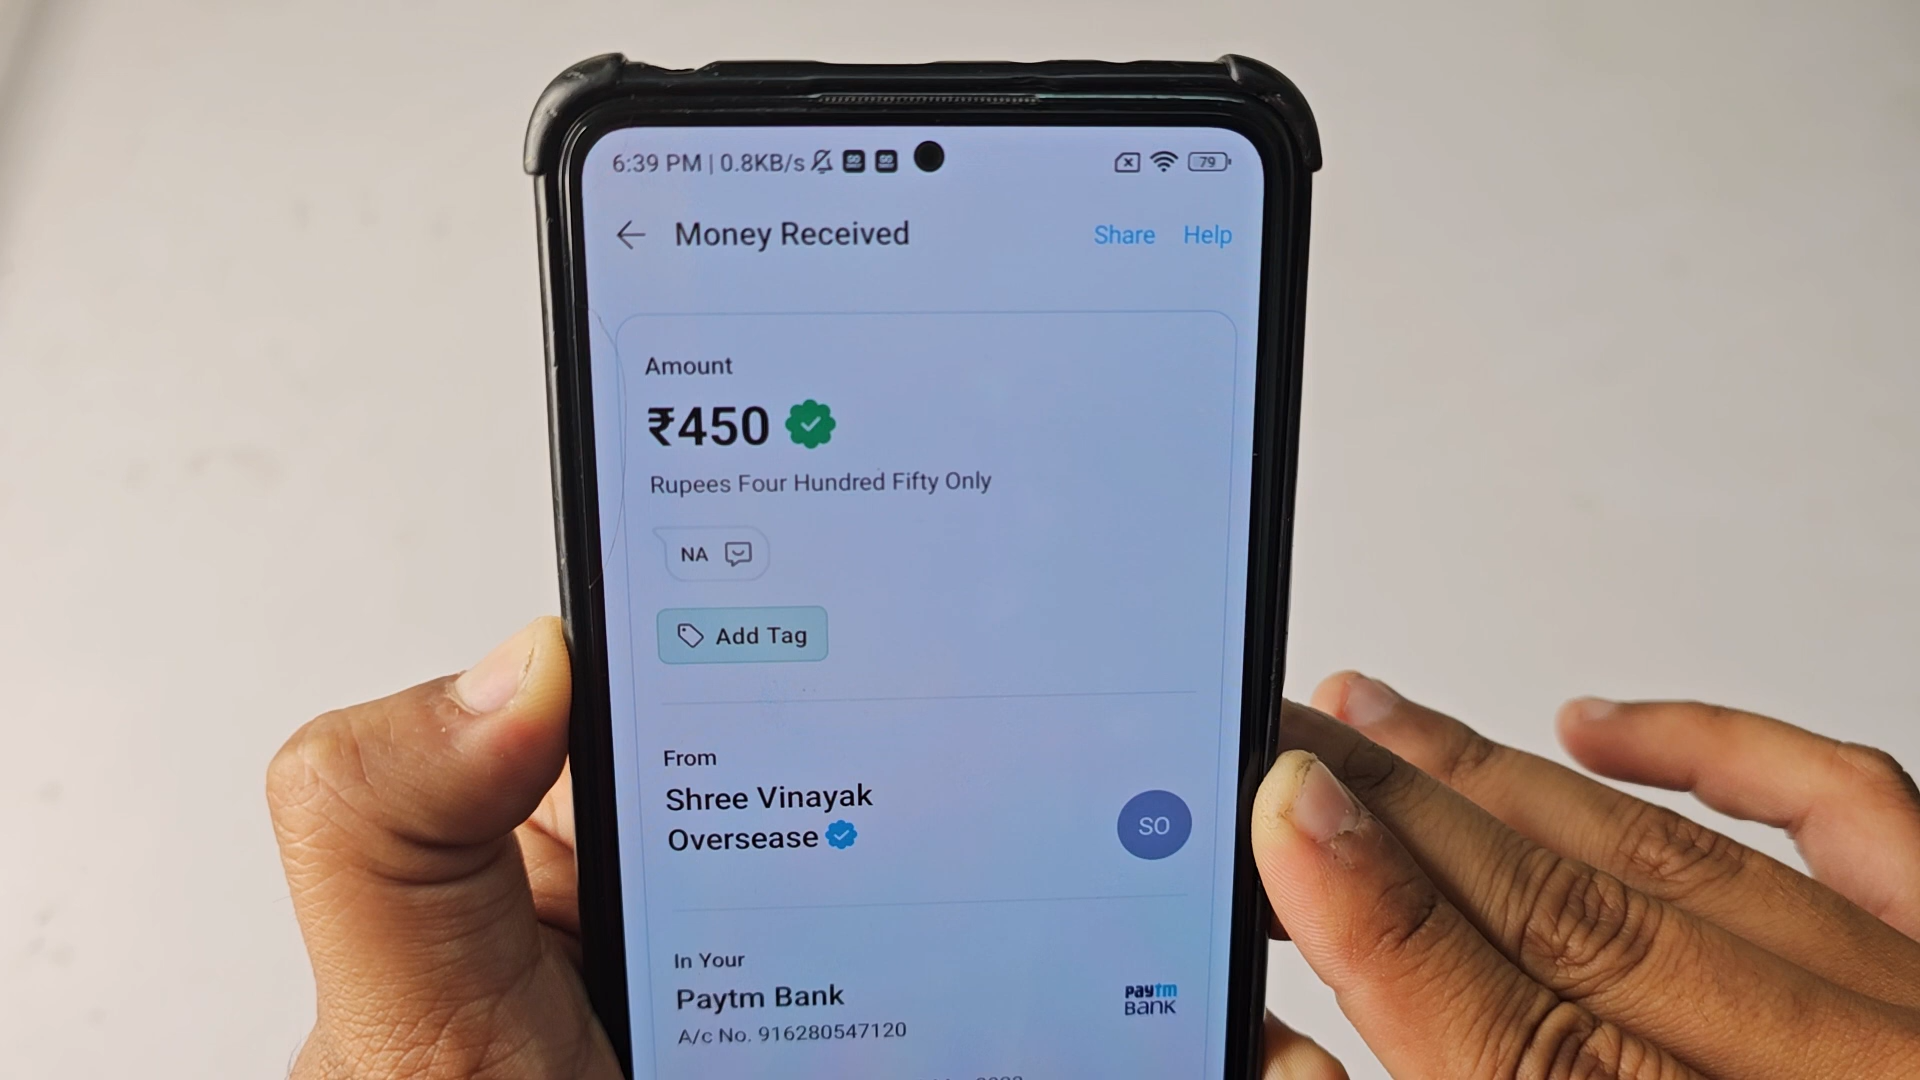 6:39 PM | 0.8KB/s
79
Money Received
Share Help
Amount
₹450
Rupees Four Hundred Fifty Only
NA
Add Tag
From
Shree Vinayak
Oversease
SO
In Your
Paytm Bank
A/c No. 916280547120
paytm
BANK